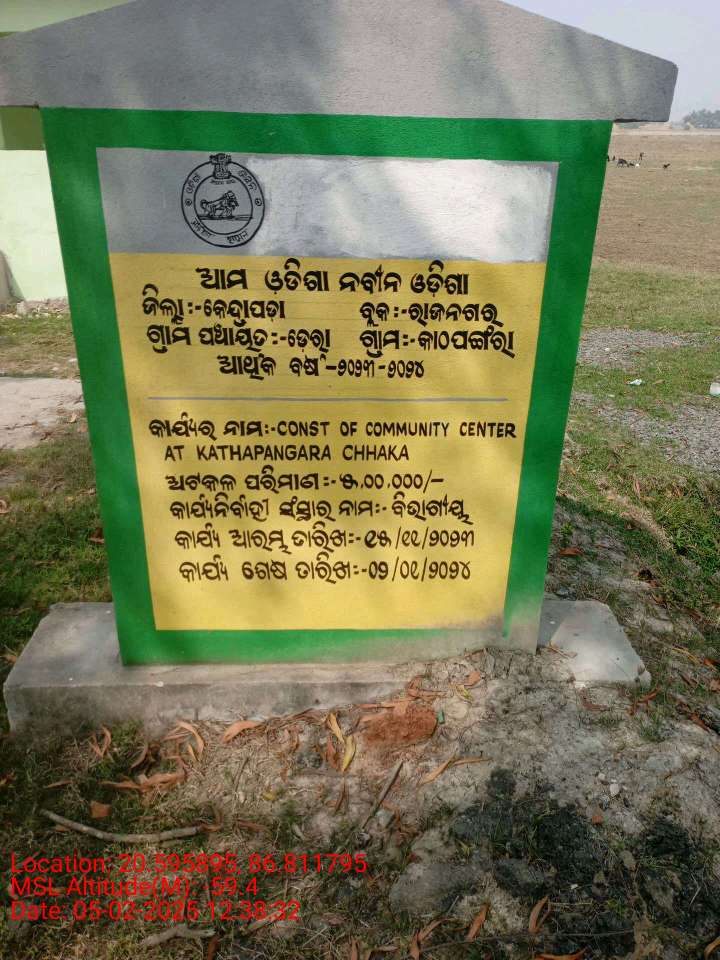 ଆମ ଓଡିଶା ନବୀନ ଓଡ଼ିଶା
ଜିଲ୍ଲା:-କେନ୍ଦ୍ରାପଡ଼ା ବ୍ଲକ:-ରାଜନଗର
ଗ୍ରାମ ପଞ୍ଚାୟତ:-ଡ଼େରା ଗ୍ରାମ:-କାଠପଙ୍ଗରା
ଆର୍ଥିକ ବର୍ଷ-୨୦୨୩-୨୦୨୪
କାର୍ଯ୍ୟର ନାମ:-CONST OF COMMUNITY CENTER
AT KATHAPANGARA CHHAKA
ଅଟକଳ ପରିମାଣ:-୫,୦୦,୦୦୦/-
କାର୍ଯ୍ୟନିର୍ବାହୀ ସଂସ୍ଥାର ନାମ:-ବିଭାଗୀୟ
କାର୍ଯ୍ୟ ଆରମ୍ଭ ତାରିଖ:-୧୫/୧୧/୨୦୨୩
କାର୍ଯ୍ୟ ଶେଷ ତାରିଖ:-୦୨/୦୧/୨୦୨୪
Location: 20.595895, 86.811795
MSL Altitude(M): -59.4
Date: 05-02-2025 12:38:32